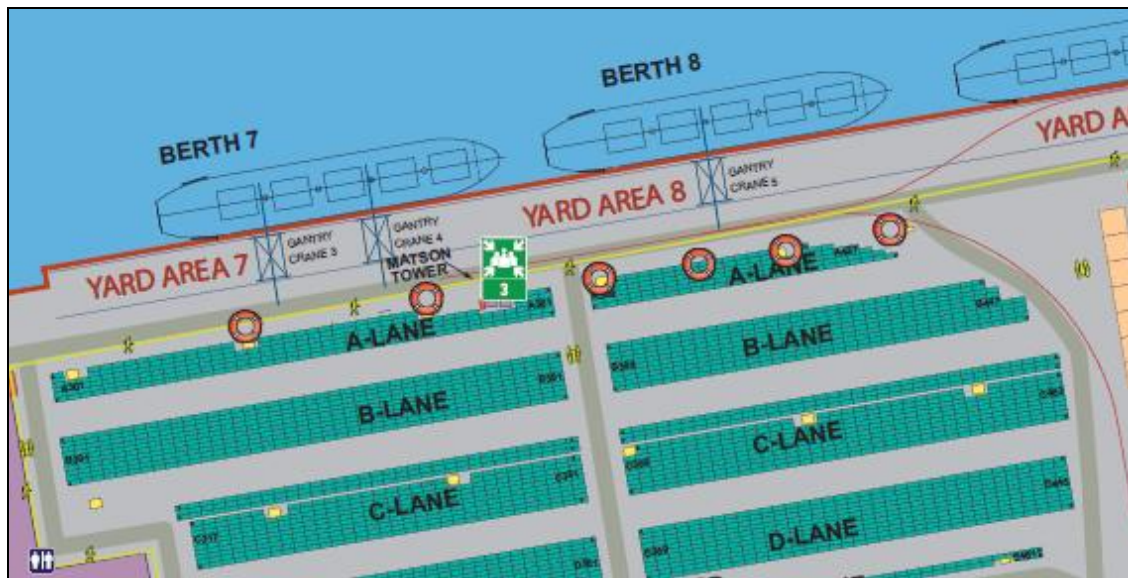 BERTH 8
BERTH 7
YARD A
YARD AREA 8
YARD AREA 7
GANTRY
CRANE 5
GANTRY
CRANE 4
GANTRY
CRANE 3
MATSON
TOWER
3
A-LANE
A-LANE
B-LANE
B-LANE
C-LANE
C-LANE
D-LANE